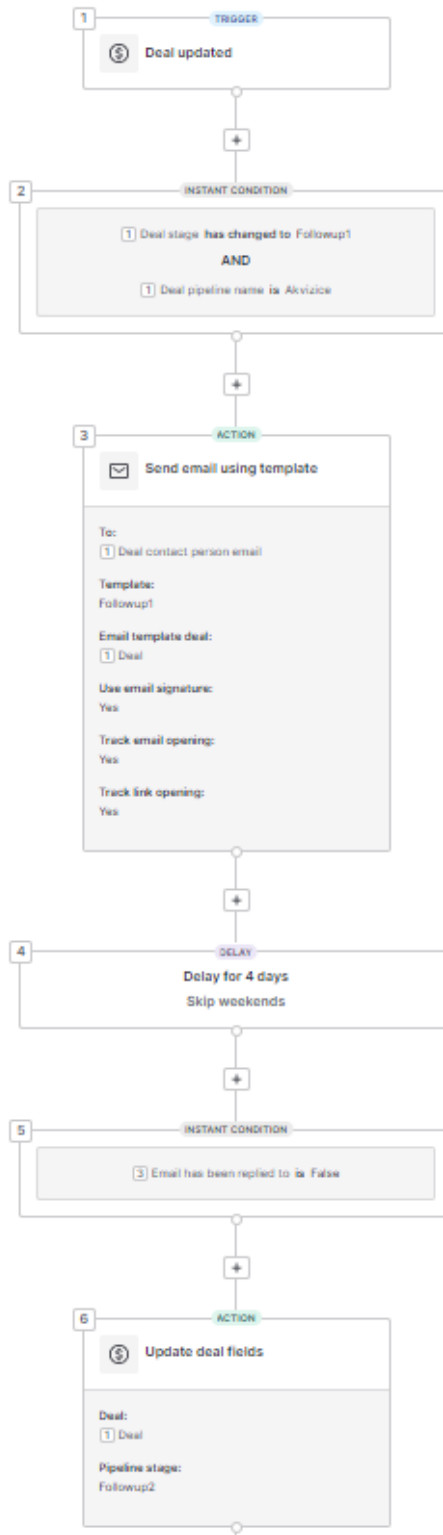 1
TRIGGER
Deal updated
+
2
INSTANT CONDITION
1 Deal stage has changed to Followup1
AND
1 Deal pipeline name is Akvizice
+
3
ACTION
Send email using template
To:
1 Deal contact person email
Template:
Followup1
Email template deal:
1 Deal
Use email signature:
Yes
Track email opening:
Yes
Track link opening:
Yes
+
4
DELAY
Delay for 4 days
Skip weekends
+
5
INSTANT CONDITION
3 Email has been replied to is False
+
6
ACTION
Update deal fields
Deal:
1 Deal
Pipeline stage:
Followup2